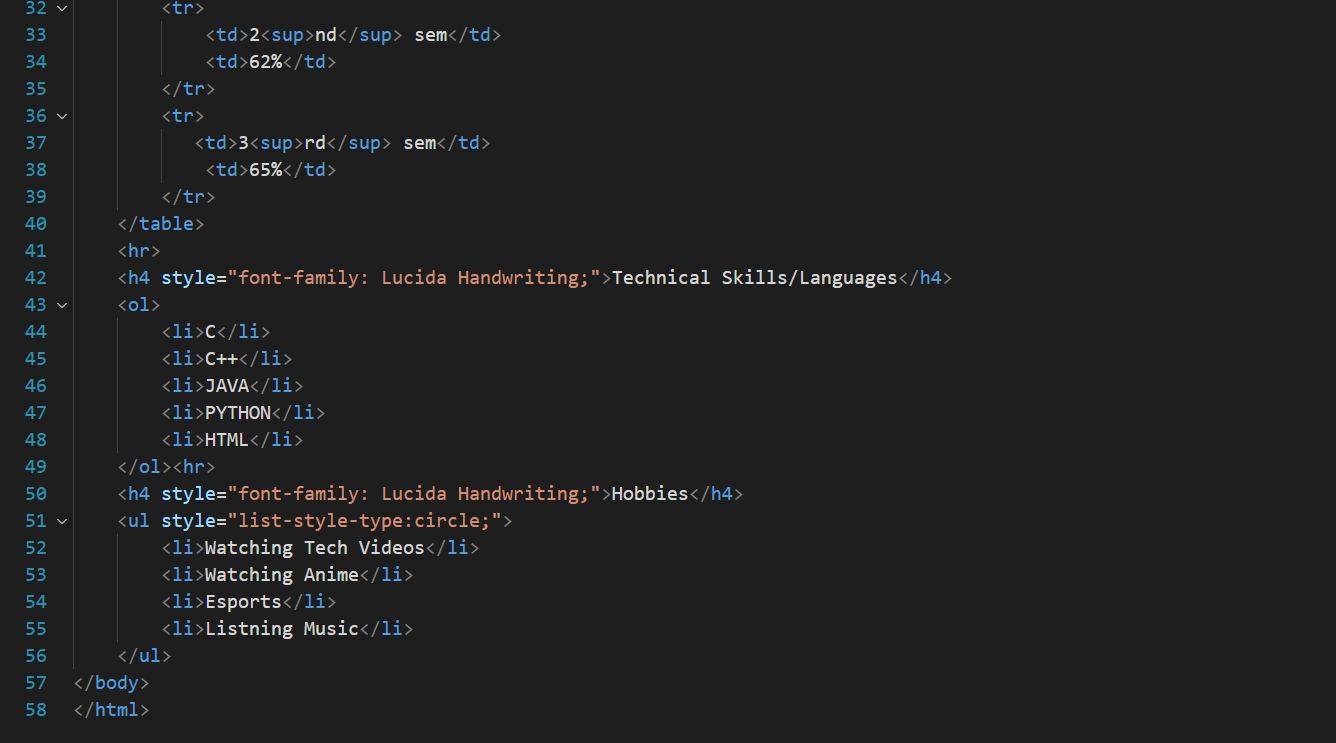 32 <tr>
33 <td>2<sup>nd</sup> sem</td>
34 <td>62%</td>
35 </tr>
36 <tr>
37 <td>3<sup>rd</sup> sem</td>
38 <td>65%</td>
39 </tr>
40 </table>
41 <hr>
42 <h4 style="font-family: Lucida Handwriting;">Technical Skills/Languages</h4>
43 <ol>
44 <li>C</li>
45 <li>C++</li>
46 <li>JAVA</li>
47 <li>PYTHON</li>
48 <li>HTML</li>
49 </ol><hr>
50 <h4 style="font-family: Lucida Handwriting;">Hobbies</h4>
51 <ul style="list-style-type:circle;">
52 <li>Watching Tech Videos</li>
53 <li>Watching Anime</li>
54 <li>Esports</li>
55 <li>Listning Music</li>
56 </ul>
57 </body>
58 </html>